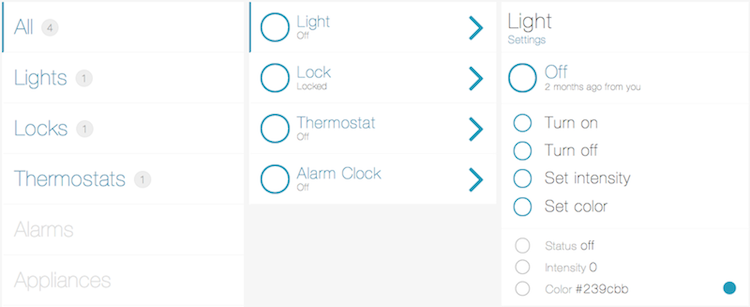 All 4
Lights 1
Locks 1
Thermostats 1
Alarms
Appliances
Light
Off
Lock
Locked
Thermostat
Off
Alarm Clock
Off
Light
Settings
Off
2 months ago from you
Turn on
Turn off
Set intensity
Set color
Status off
Intensity 0
Color #239cbb